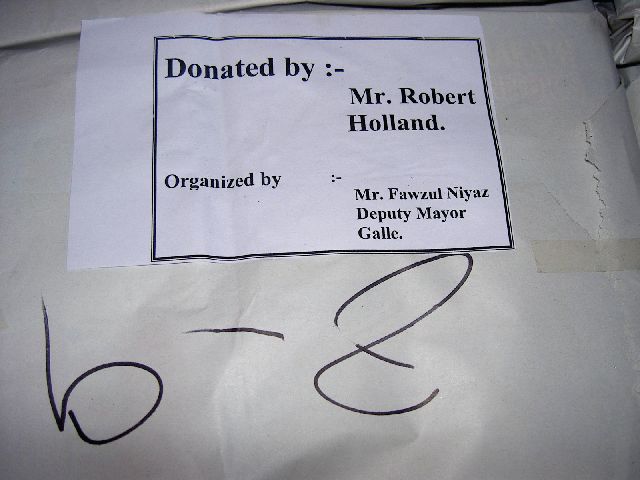 Donated by :-
Mr. Robert
Holland.
Organized by :-
Mr. Fawzul Niyaz
Deputy Mayor
Galle.
6 - 8